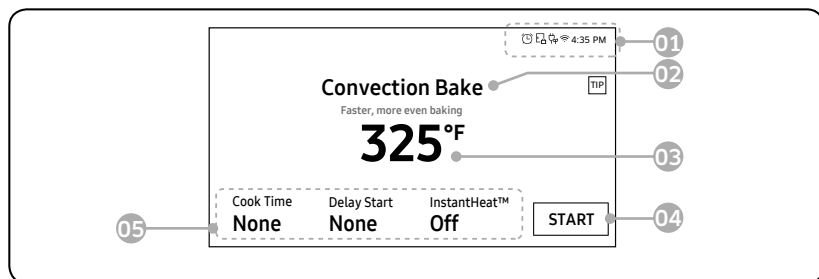 4:35 PM
01
Convection Bake
02
TIP
Faster, more even baking
325°F
03
Cook Time Delay Start InstantHeat™
None None Off
START
04
05